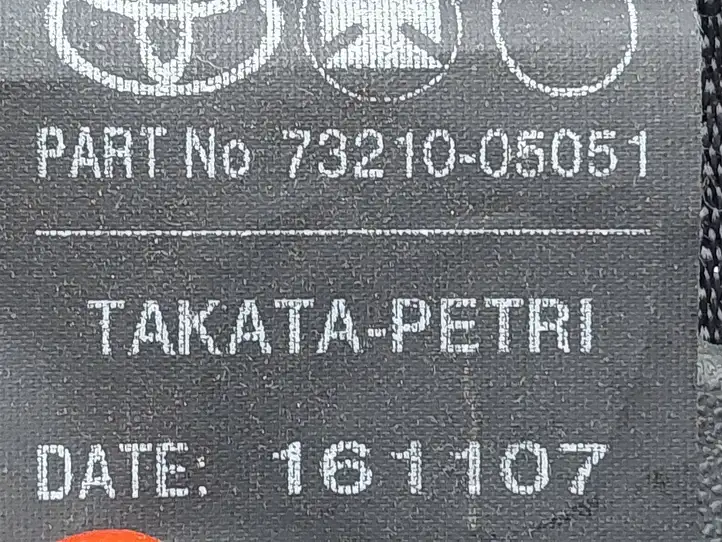 PART No 73210-05051
TAKATA-PETRI
DATE: 161107